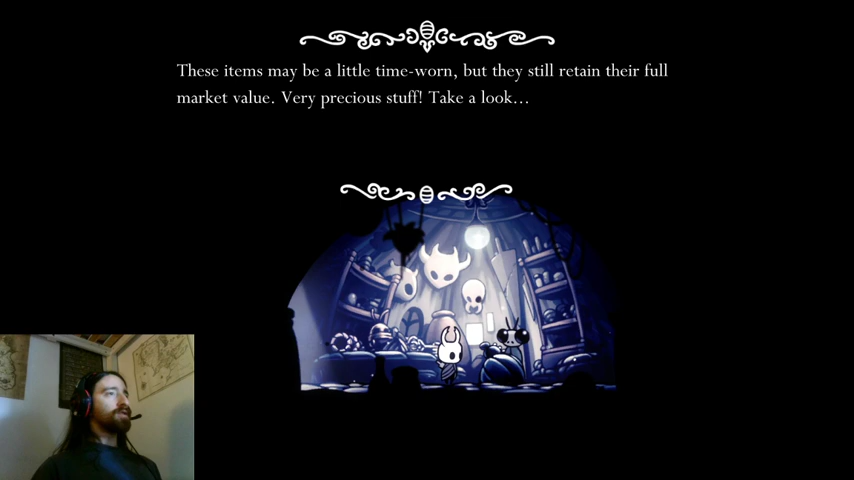 These items may be a little time-worn, but they still retain their full
market value. Very precious stuff! Take a look...